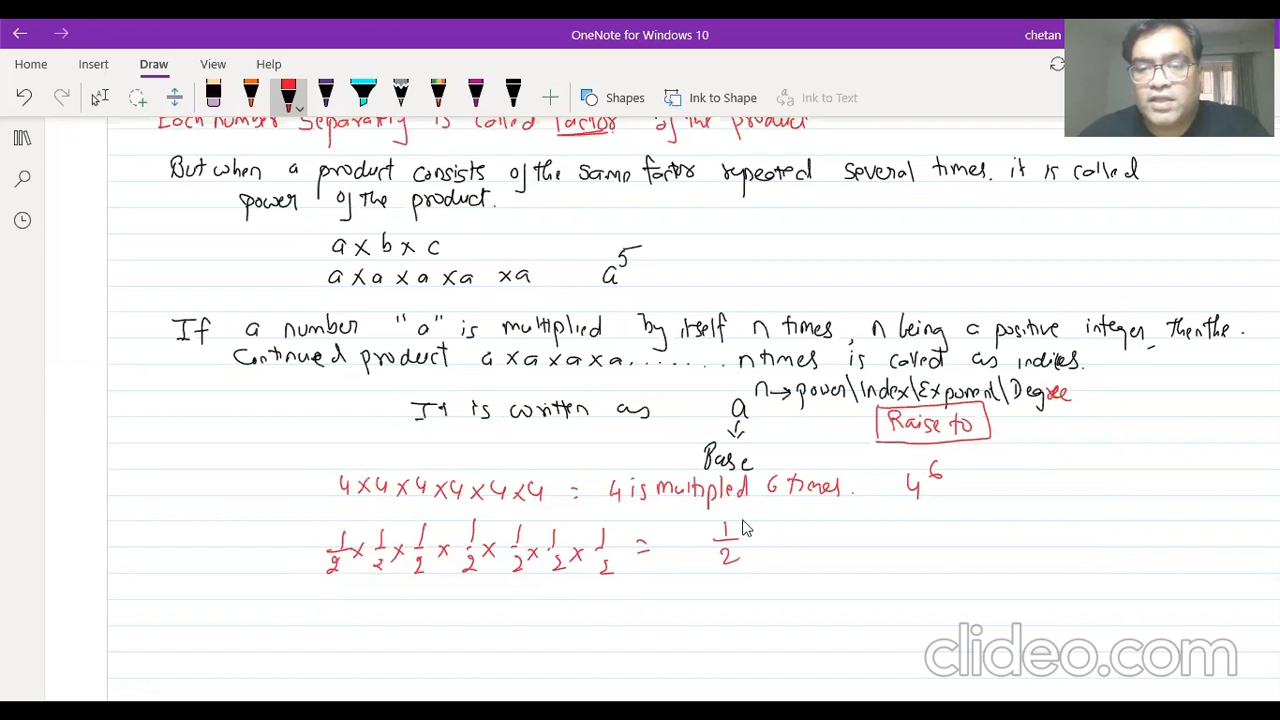 OneNote for Windows 10
chetan
Home Insert Draw View Help
Shapes Ink to Shape Ink to Text
Each number separatly is called factor of the product
But when a product consists of the same factor repeated several times. it is called
power of the product.
a × b × c
a × a × a × a × a a⁵
If a number "a" is multiplied by itself n times, n being a positive integer, then the
Continued product a × a × a × a ........ n times is called as indices.
n→power\Index\Exponent\Degree
It is written as a
Raise to
Base
4 × 4 × 4 × 4 × 4 × 4 = 4 is multipled 6 times. 4⁶
1/2 × 1/2 × 1/2 × 1/2 × 1/2 × 1/2 × 1/2 = 1/2
clideo.com